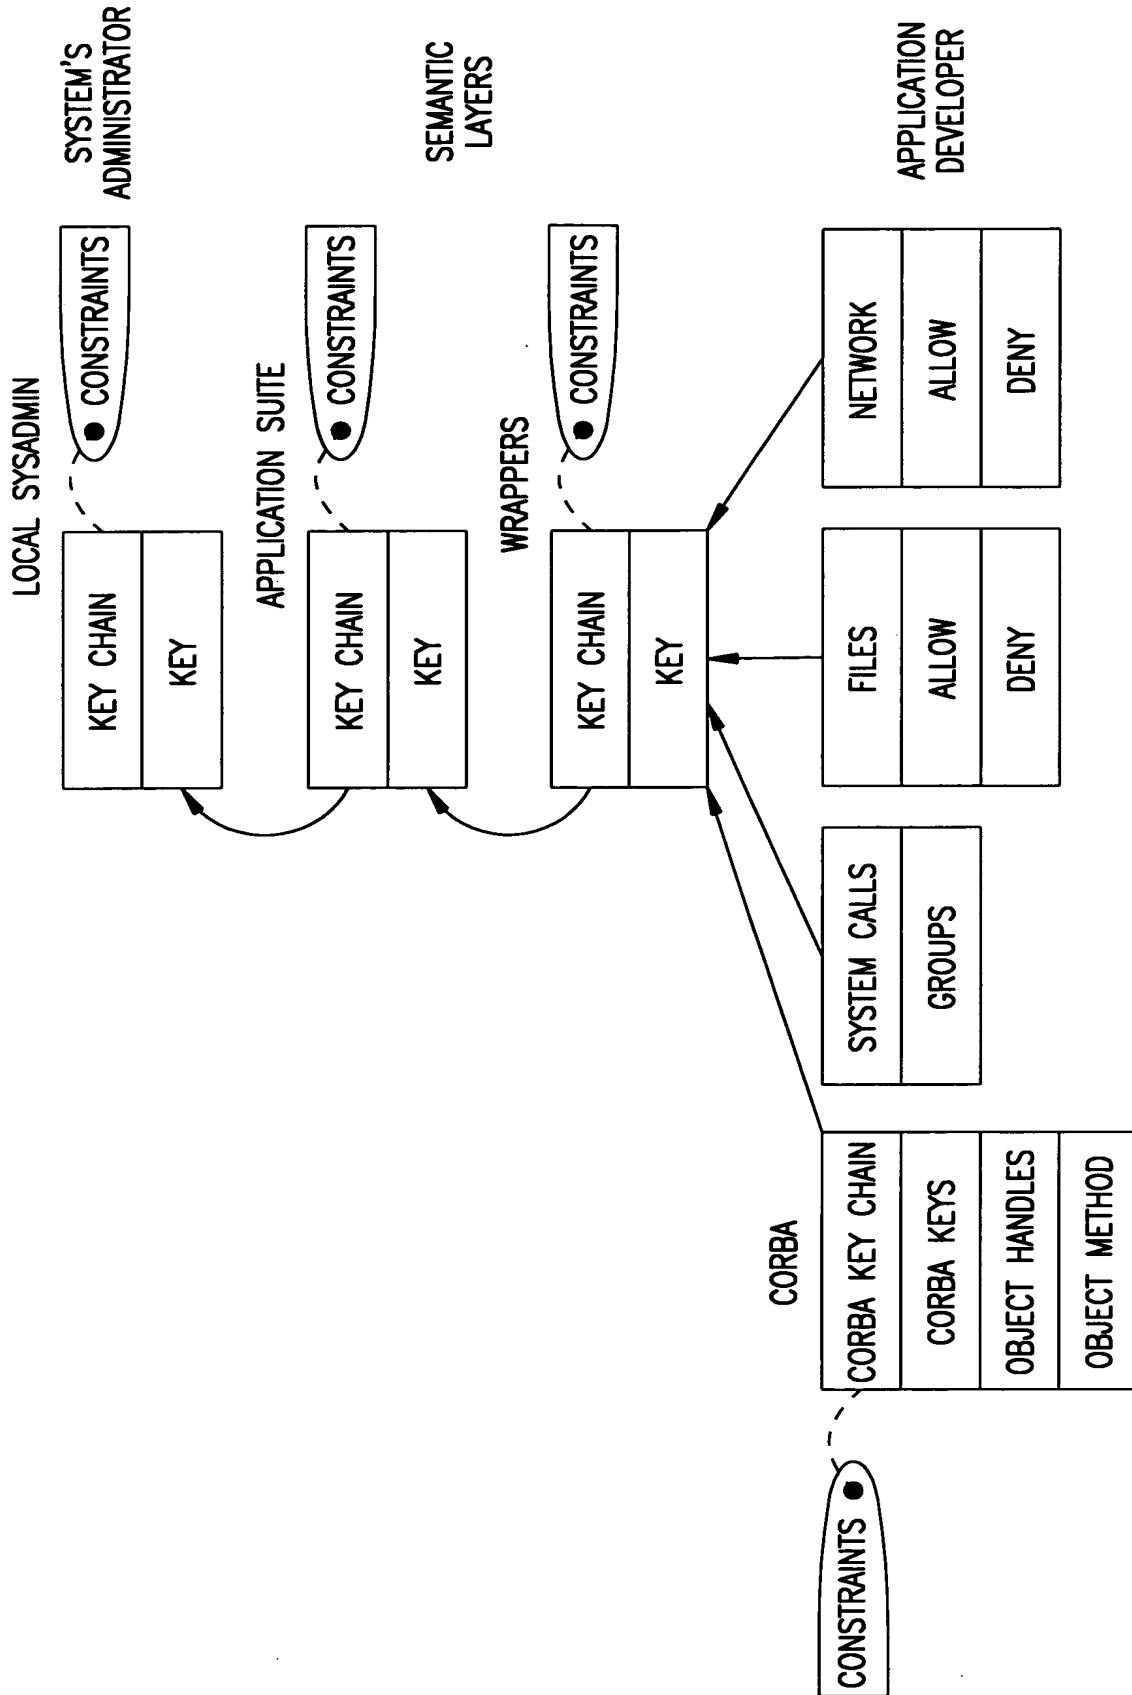 LOCAL SYSADMIN
KEY CHAIN
KEY
CONSTRAINTS
SYSTEM'S
ADMINISTRATOR
APPLICATION SUITE
KEY CHAIN
KEY
CONSTRAINTS
SEMANTIC
LAYERS
WRAPPERS
KEY CHAIN
KEY
CONSTRAINTS
CONSTRAINTS
CORBA
CORBA KEY CHAIN
CORBA KEYS
OBJECT HANDLES
OBJECT METHOD
SYSTEM CALLS
GROUPS
FILES
ALLOW
DENY
NETWORK
ALLOW
DENY
APPLICATION
DEVELOPER